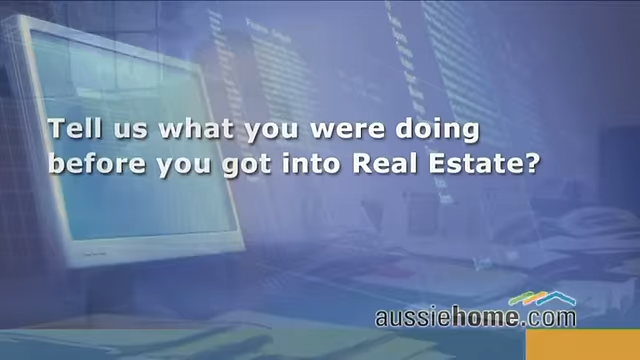 Tell us what you were doing
before you got into Real Estate?
aussiehome.com